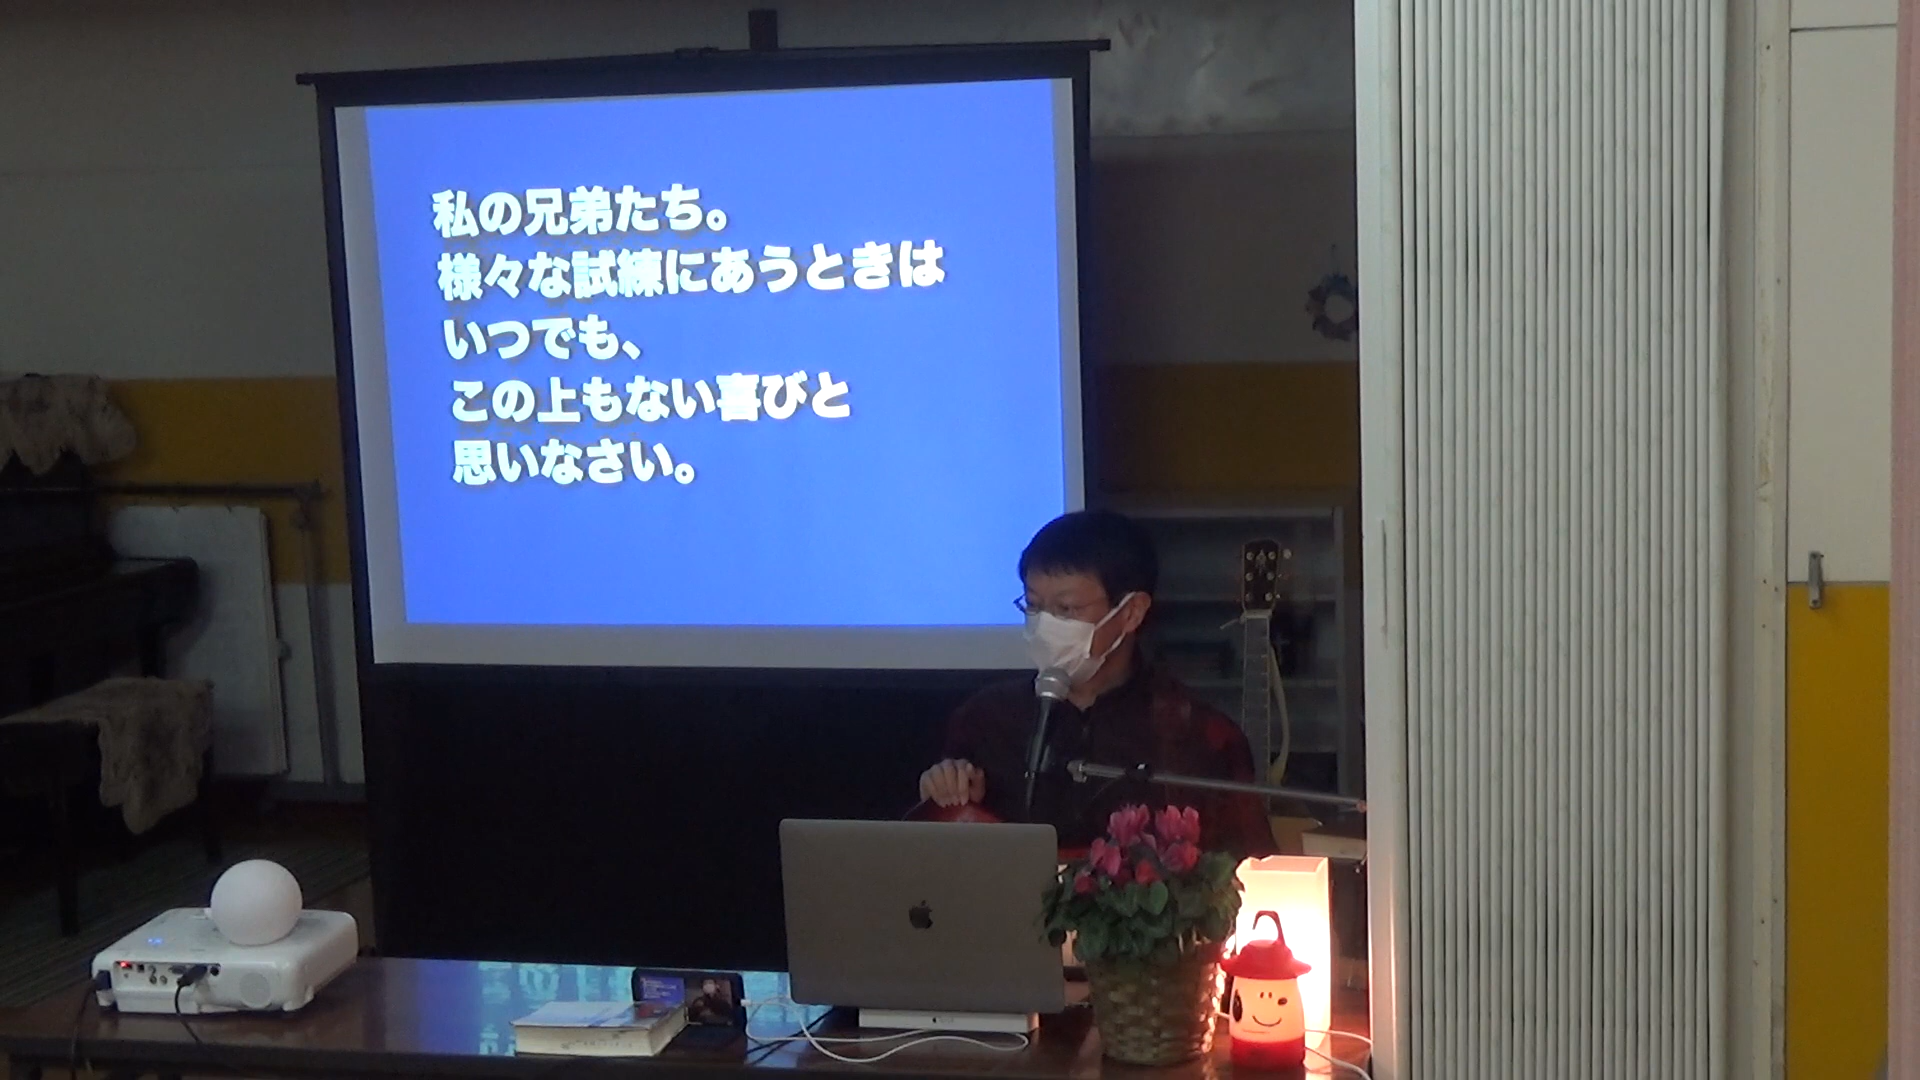 私の兄弟たち。
様々な試練にあうときは
いつでも、
この上もない喜びと
思いなさい。